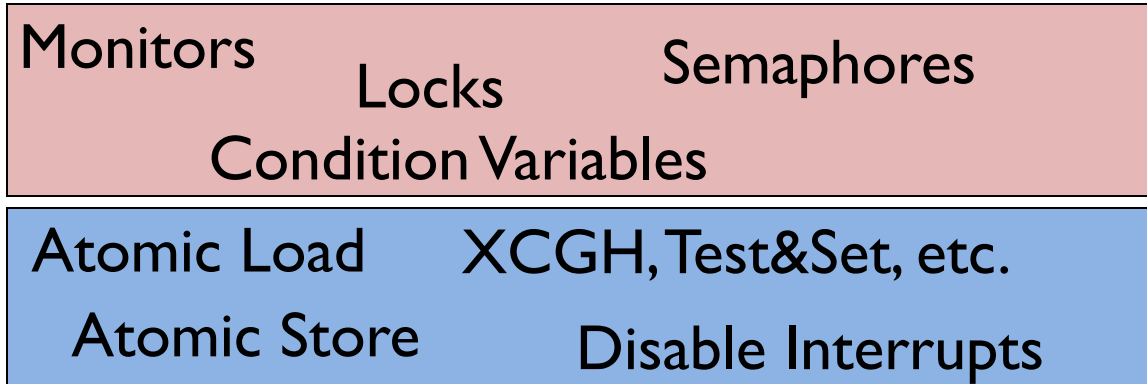 Monitors
Locks
Semaphores
Condition Variables
Atomic Load
XCGH, Test&Set, etc.
Atomic Store
Disable Interrupts